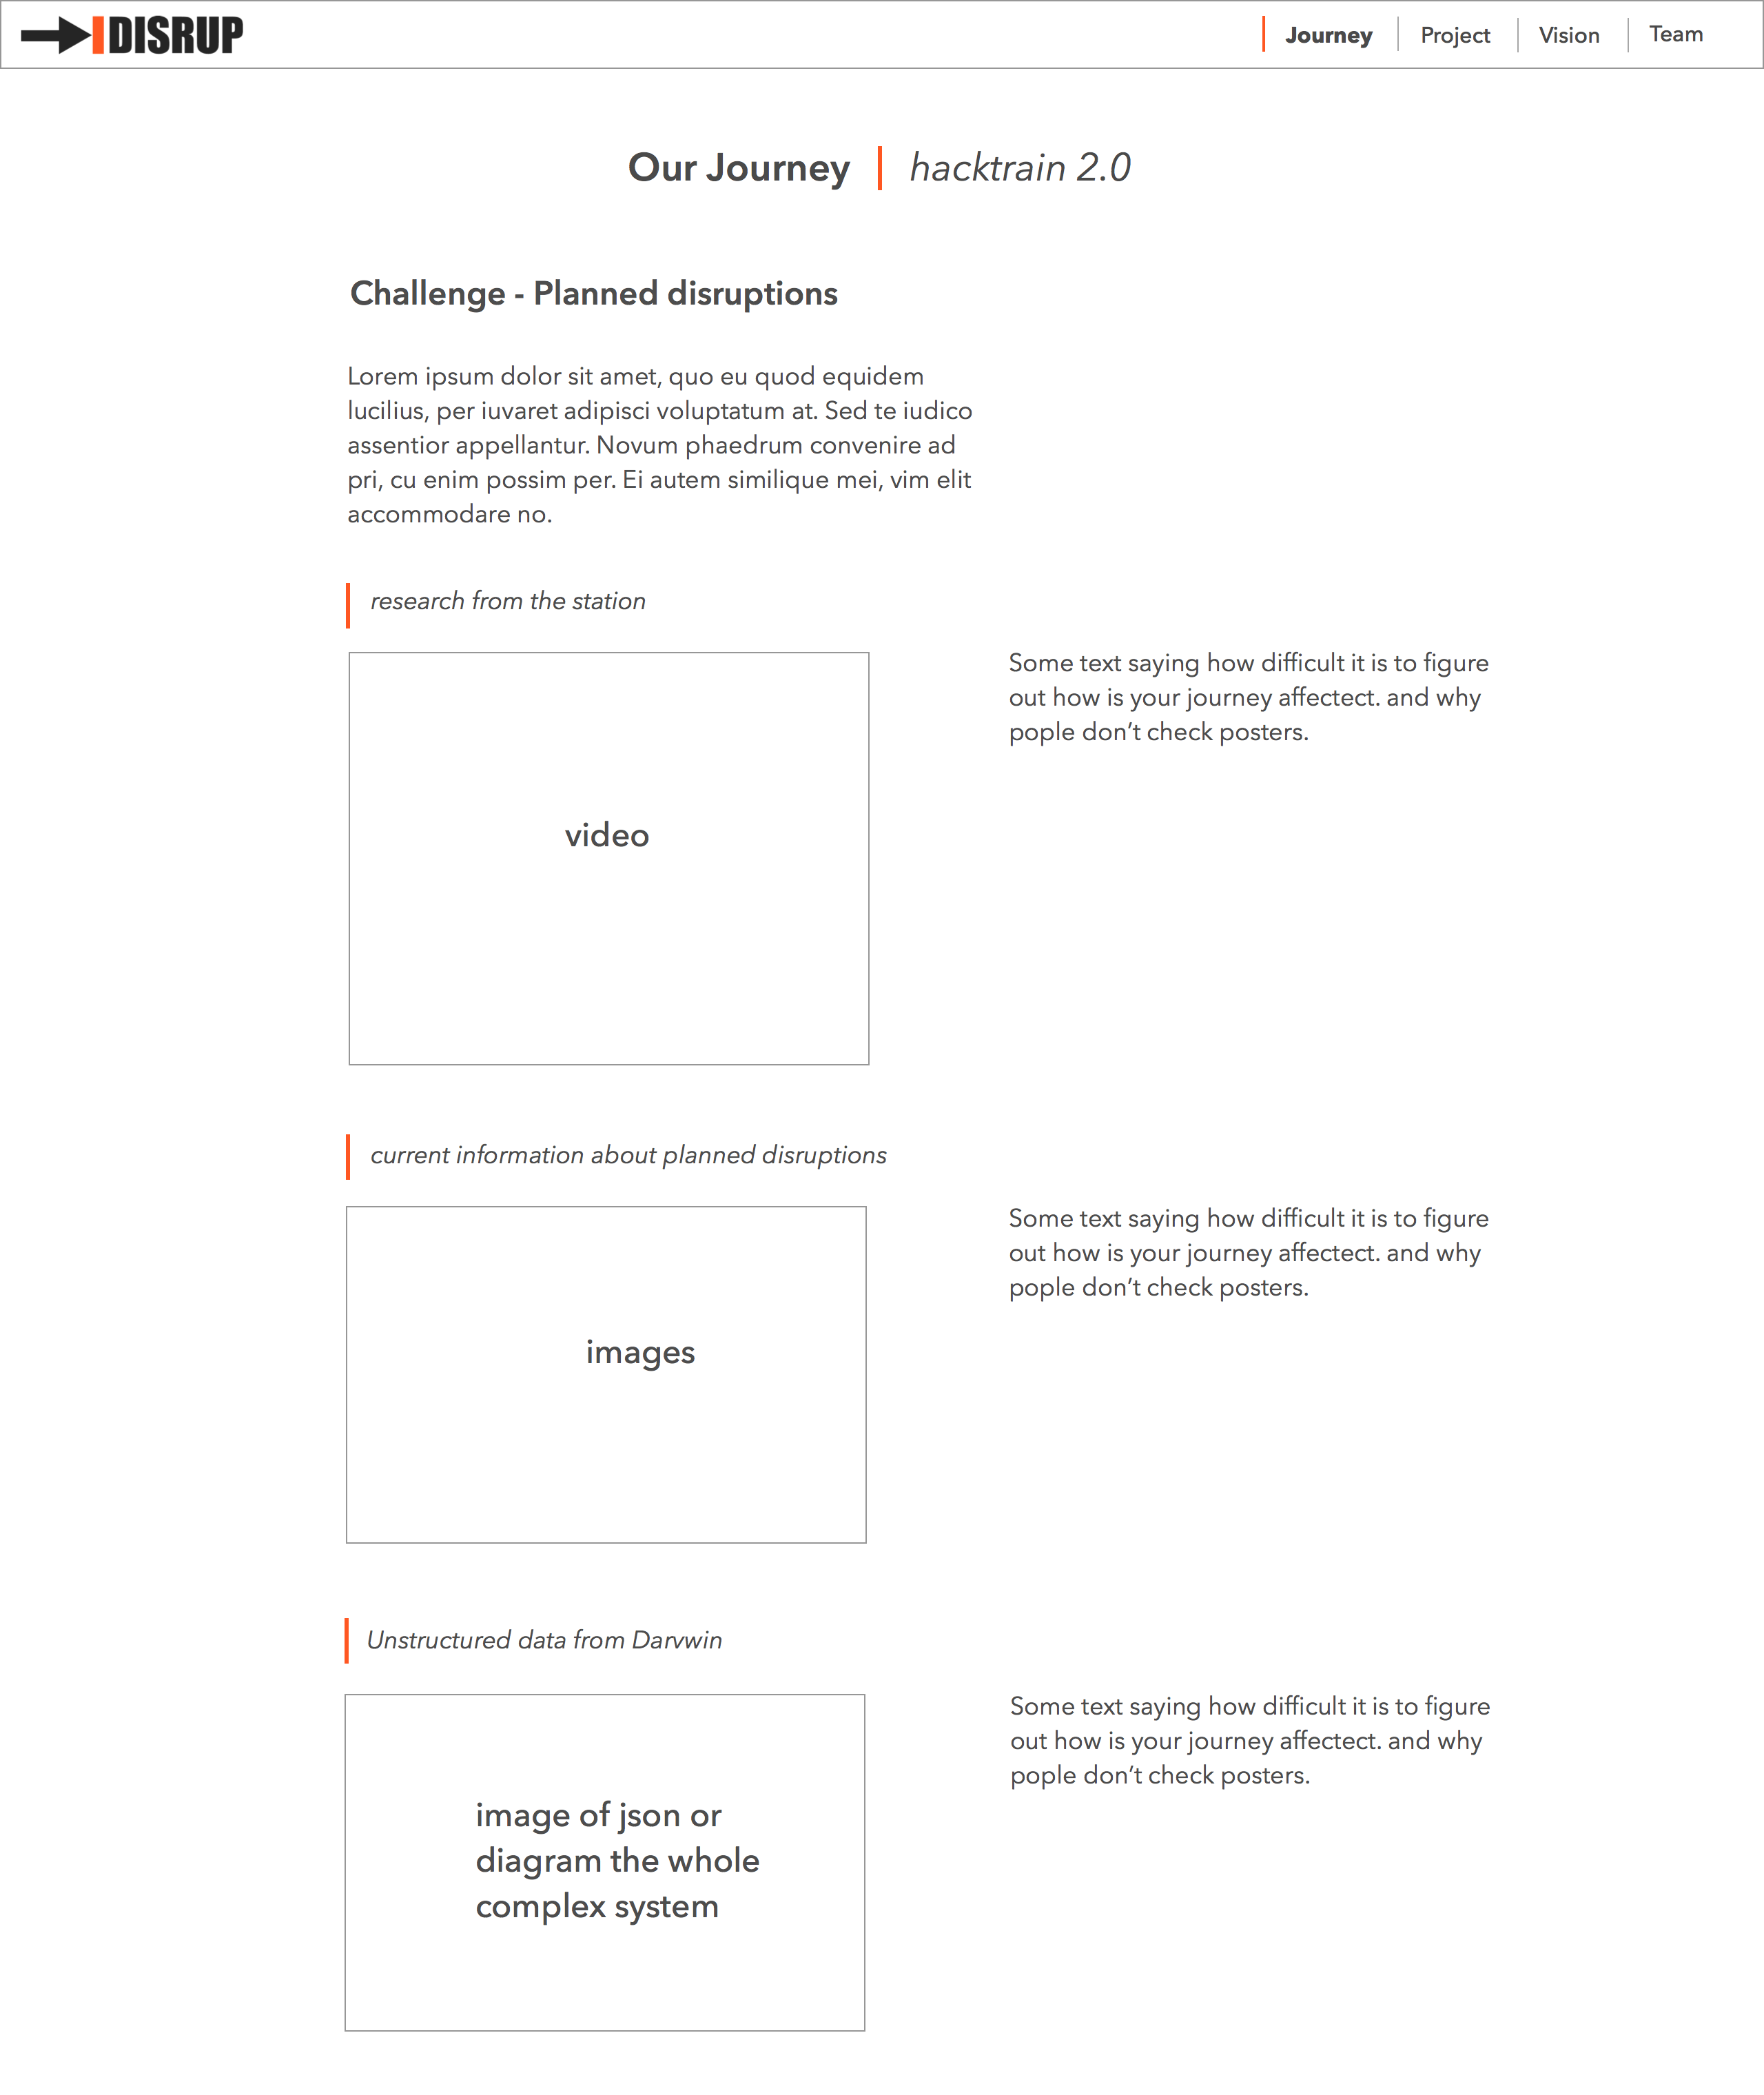 DISRUP
Journey
Project
Vision
Team
Our Journey
hacktrain 2.0
Challenge - Planned disruptions
Lorem ipsum dolor sit amet, quo eu quod equidem
lucilius, per iuvaret adipisci voluptatum at. Sed te iudico
assentior appellantur. Novum phaedrum convenire ad
pri, cu enim possim per. Ei autem similique mei, vim elit
accommodare no.
research from the station
video
Some text saying how difficult it is to figure
out how is your journey affectect. and why
pople don’t check posters.
current information about planned disruptions
images
Some text saying how difficult it is to figure
out how is your journey affectect. and why
pople don’t check posters.
Unstructured data from Darvwin
image of json or
diagram the whole
complex system
Some text saying how difficult it is to figure
out how is your journey affectect. and why
pople don’t check posters.